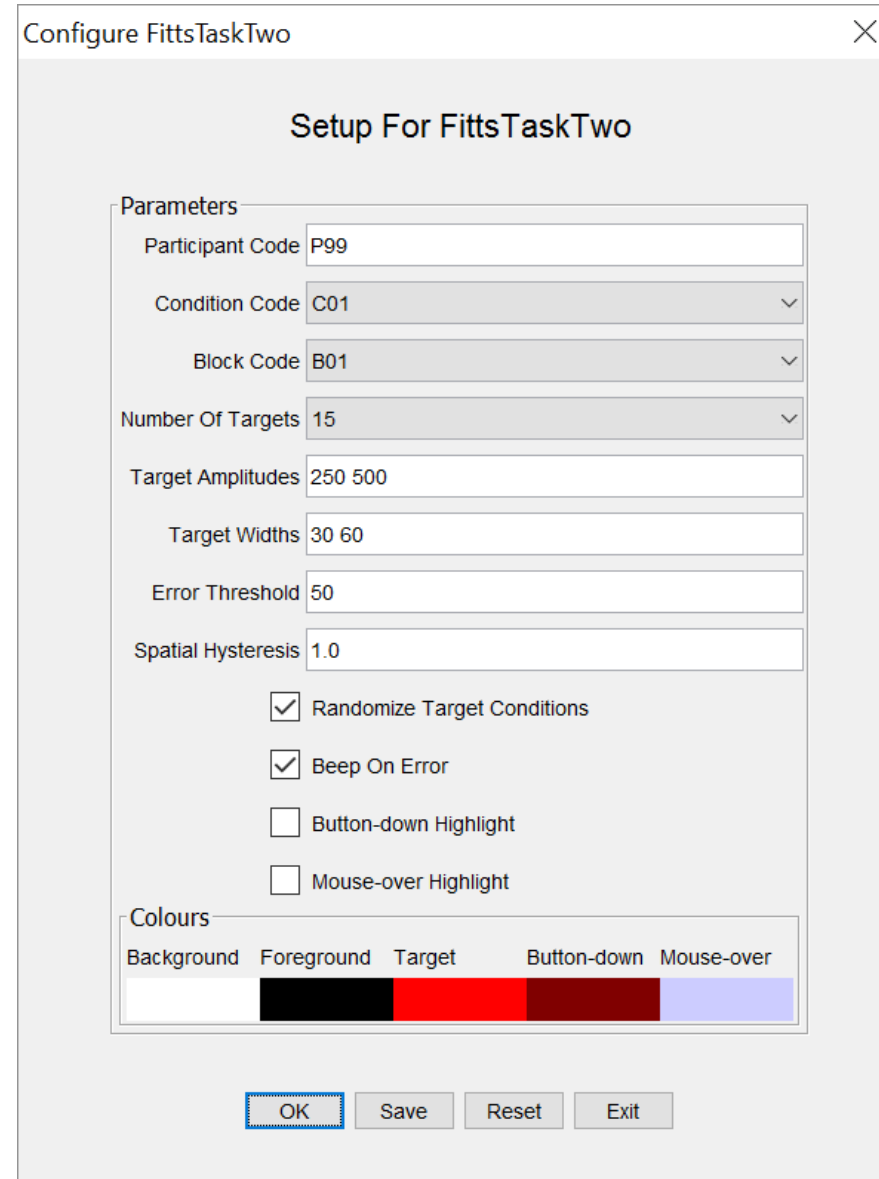 Configure FittsTaskTwo
Setup For FittsTaskTwo
Parameters
Participant Code P99
Condition Code C01
Block Code B01
Number Of Targets 15
Target Amplitudes 250 500
Target Widths 30 60
Error Threshold 50
Spatial Hysteresis 1.0
Randomize Target Conditions
Beep On Error
Button-down Highlight
Mouse-over Highlight
Colours
Background Foreground Target Button-down Mouse-over
OK Save Reset Exit